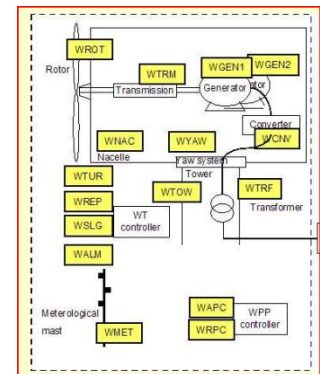 WROT
Rotor
WTRM
Transmission
WGEN1
WGEN2
Generator
ator
Converter
WCNV
WNAC
Nacelle
WYAW
Yaw system
Tower
WTUR
WTOW
WTRF
Transformer
WREP
WSLG
WT
controller
WALM
Meterological
mast
WMET
WAPC
WRPC
WPP
controller